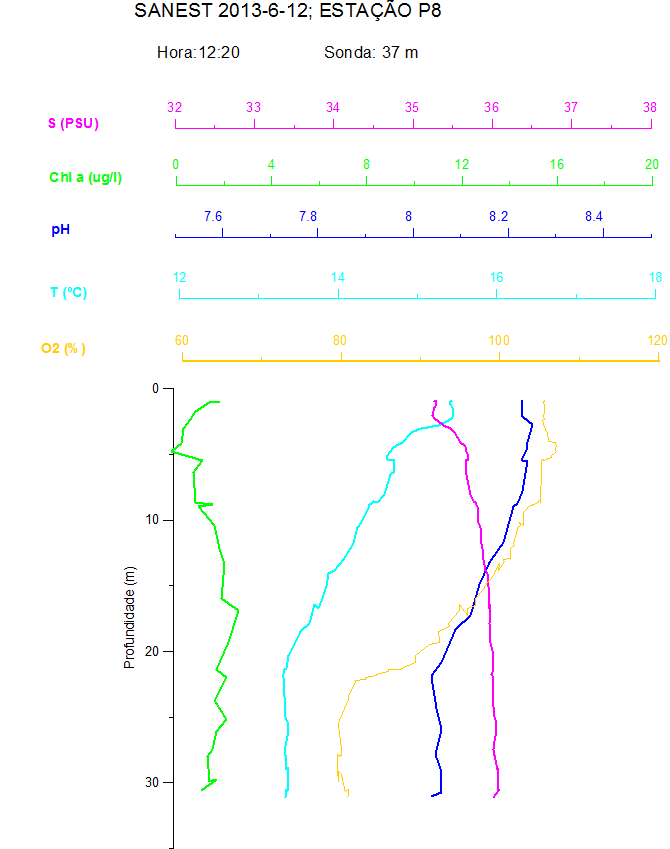 SANEST 2013-6-12; ESTAÇÃO P8
Hora:12:20 Sonda: 37 m
32 33 34 35 36 37 38
S (PSU)
0 4 8 12 16 20
Chl a (ug/l)
7.6 7.8 8 8.2 8.4
pH
12 14 16 18
T (ºC)
60 80 100 120
O2 (%)
0
10
20
30
Profundidade (m)